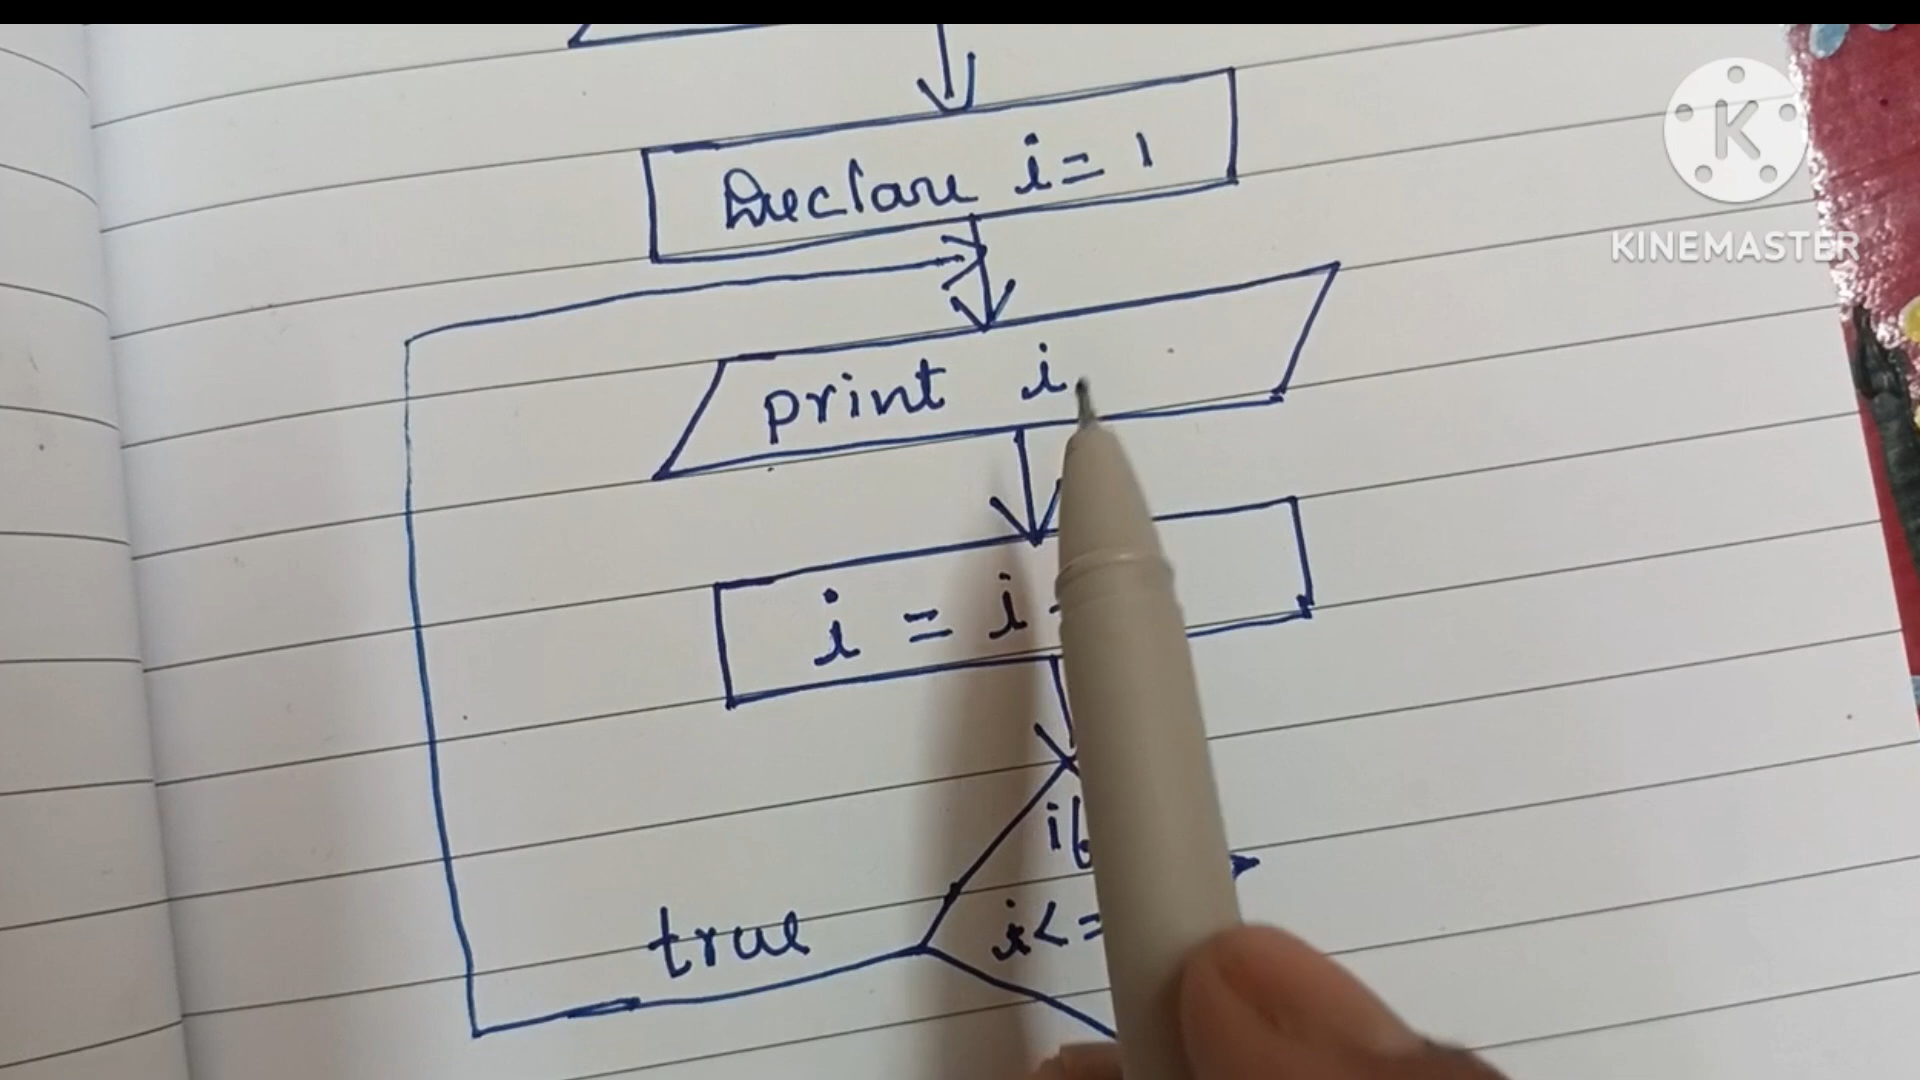 Declare i = 1
K
KINEMASTER
print i
i = i
if
i <=
true